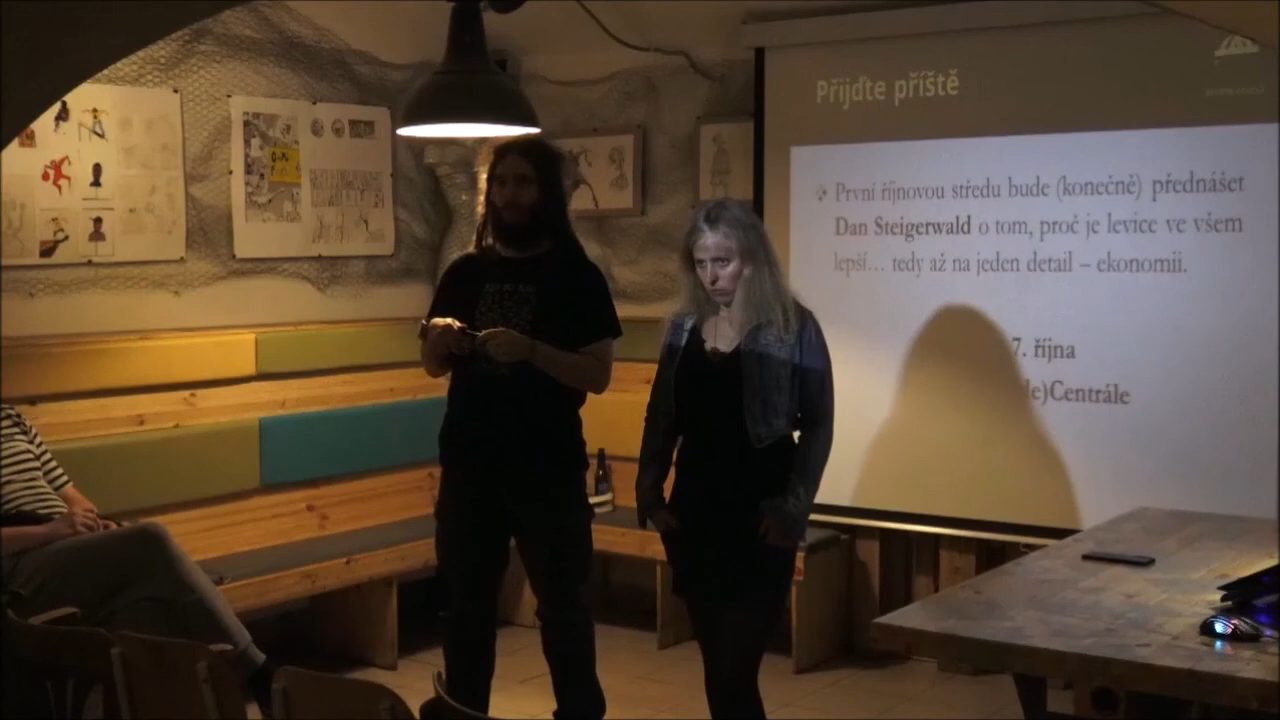 Přijďte příště
První říjnovou středu bude (konečně) přednášet
Dan Steigerwald o tom, proč je levice ve všem
lepší... tedy až na jeden detail – ekonomii.
7. října
le)Centrále